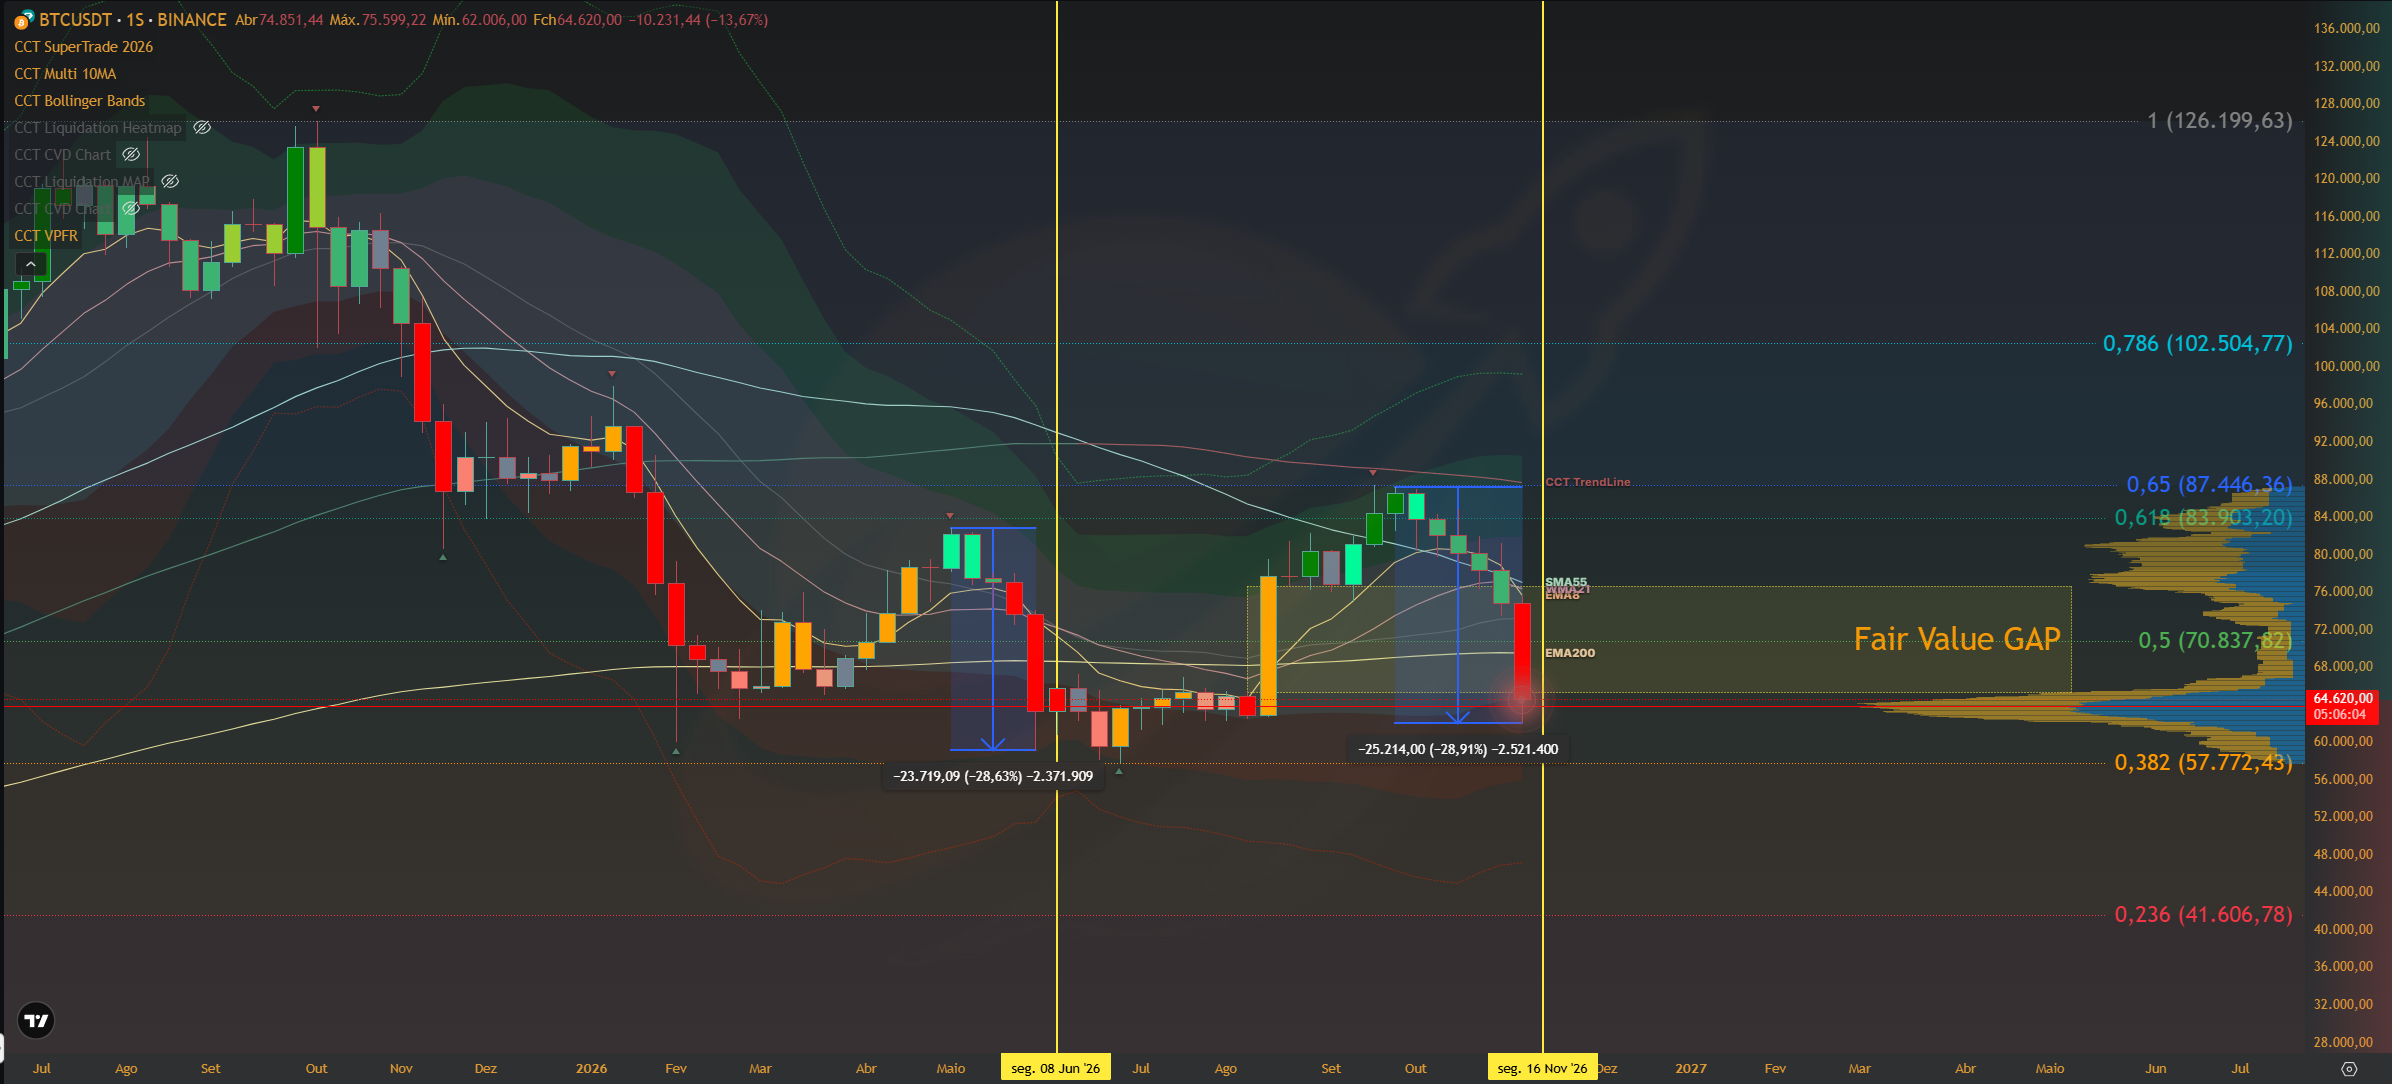 BTCUSDT · 1S · BINANCE Abr74.851,44 Máx.75.599,22 Mín.62.006,00 Fch64.620,00 −10.231,44 (−13,67%)
CCT SuperTrade 2026
CCT Multi 10MA
CCT Bollinger Bands
CCT Liquidation Heatmap
CCT CVD Chart
CCT Liquidation MAP
CCT CVD Chart
CCT VPFR
136.000,00
132.000,00
128.000,00
124.000,00
120.000,00
116.000,00
112.000,00
108.000,00
104.000,00
100.000,00
96.000,00
92.000,00
88.000,00
84.000,00
80.000,00
76.000,00
72.000,00
68.000,00
64.620,00
05:06:04
60.000,00
56.000,00
52.000,00
48.000,00
44.000,00
40.000,00
36.000,00
32.000,00
28.000,00
1 (126.199,63)
0,786 (102.504,77)
0,65 (87.446,36)
0,618 (83.903,20)
0,5 (70.837,82)
0,382 (57.772,43)
0,236 (41.606,78)
CCT TrendLine
SMA55
WMA21
EMA8
EMA200
Fair Value GAP
−23.719,09 (−28,63%) −2.371.909
−25.214,00 (−28,91%) −2.521.400
Jul Ago Set Out Nov Dez 2026 Fev Mar Abr Maio seg. 08 Jun '26 Jul Ago Set Out seg. 16 Nov '26 Dez 2027 Fev Mar Abr Maio Jun Jul